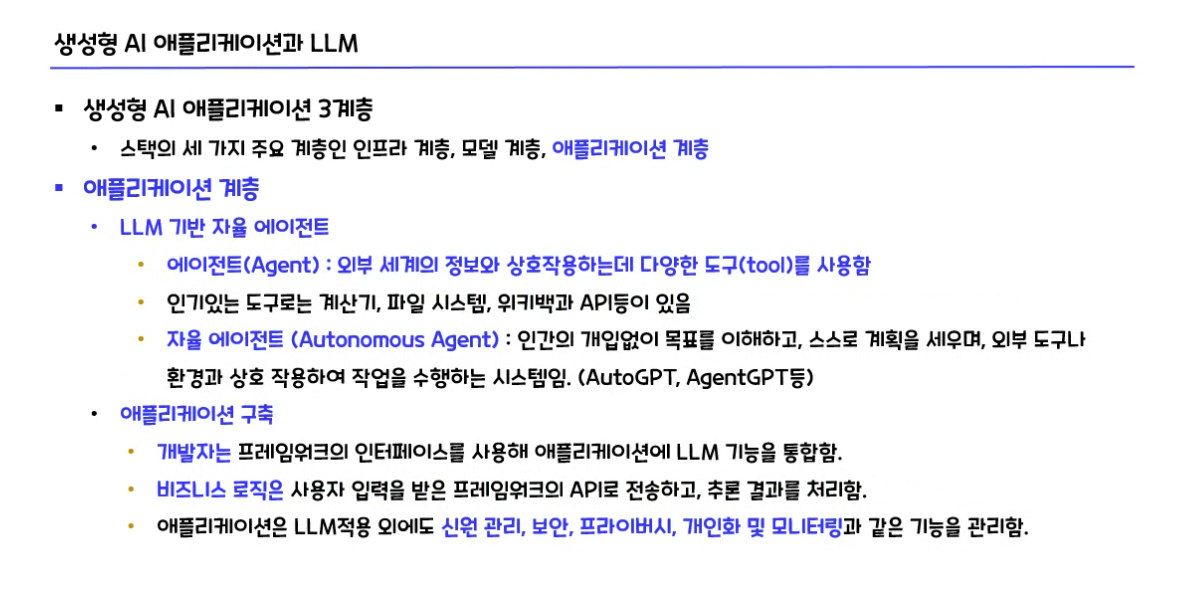 생성형 AI 애플리케이션과 LLM
▪ 생성형 AI 애플리케이션 3계층
• 스택의 세 가지 주요 계층인 인프라 계층, 모델 계층, 애플리케이션 계층
▪ 애플리케이션 계층
• LLM 기반 자율 에이전트
• 에이전트(Agent) : 외부 세계의 정보와 상호작용하는데 다양한 도구(tool)를 사용함
• 인기있는 도구로는 계산기, 파일 시스템, 위키백과 API등이 있음
• 자율 에이전트 (Autonomous Agent) : 인간의 개입없이 목표를 이해하고, 스스로 계획을 세우며, 외부 도구나
환경과 상호 작용하여 작업을 수행하는 시스템임. (AutoGPT, AgentGPT등)
• 애플리케이션 구축
• 개발자는 프레임워크의 인터페이스를 사용해 애플리케이션에 LLM 기능을 통합함.
• 비즈니스 로직은 사용자 입력을 받은 프레임워크의 API로 전송하고, 추론 결과를 처리함.
• 애플리케이션은 LLM적용 외에도 신원 관리, 보안, 프라이버시, 개인화 및 모니터링과 같은 기능을 관리함.